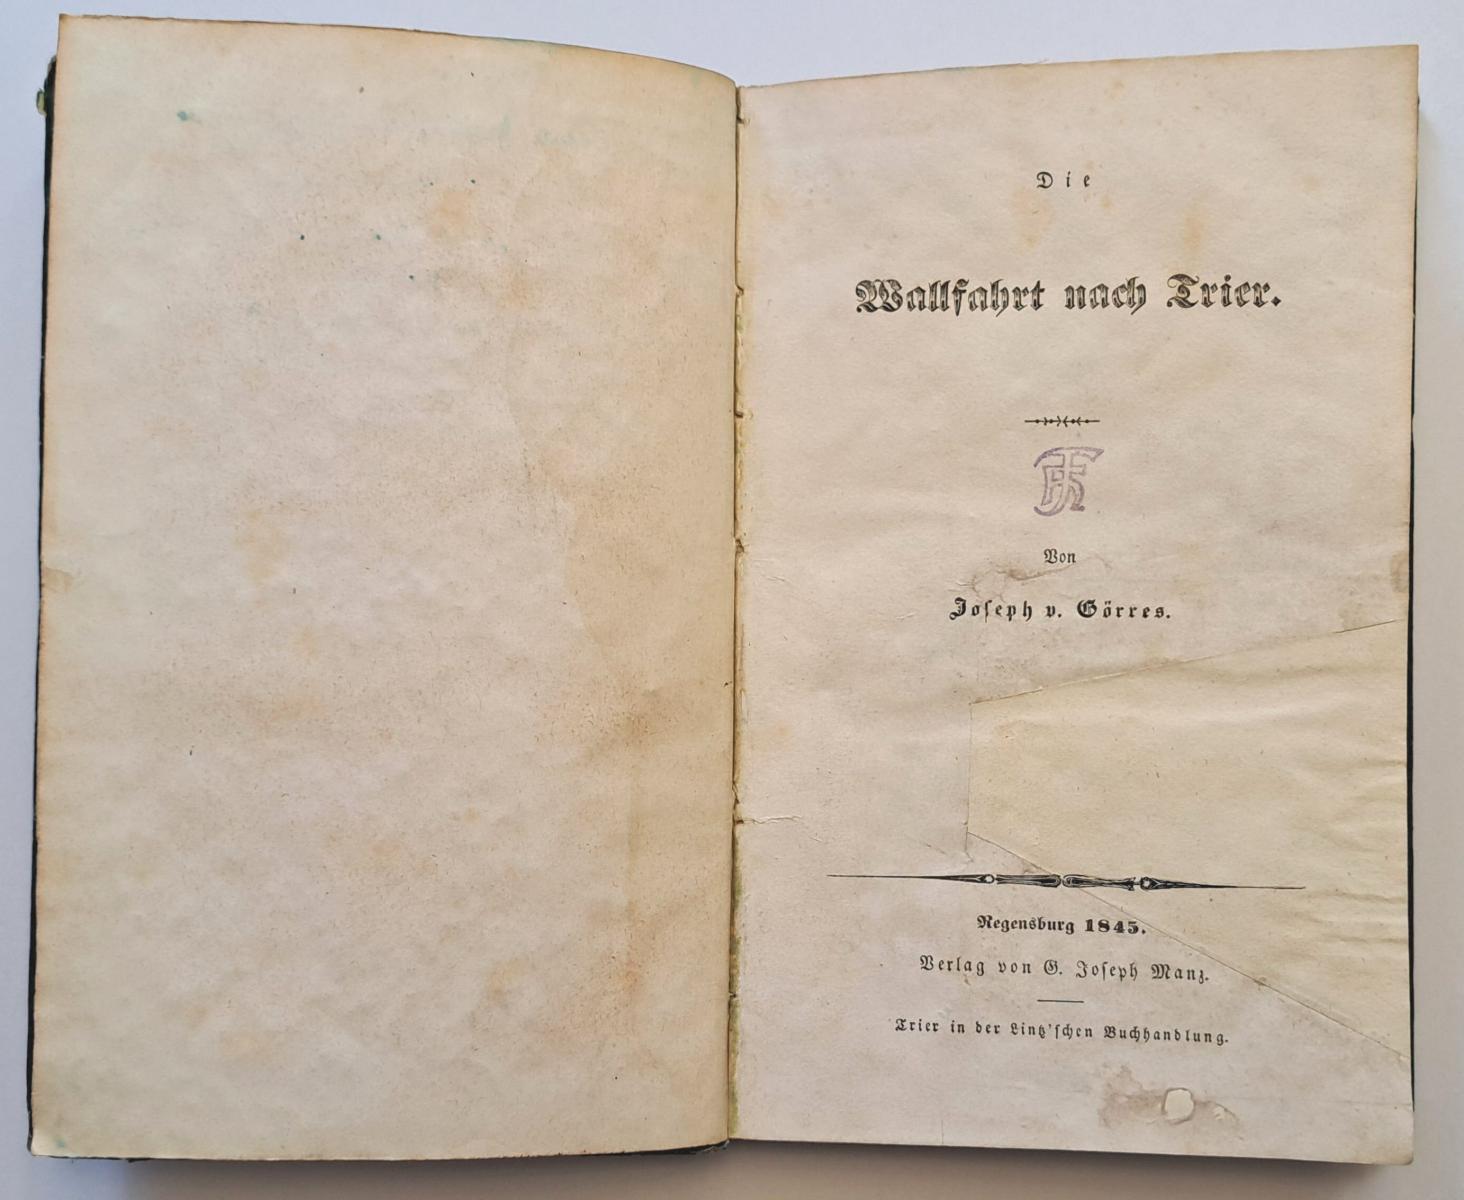 Die
Wallfahrt nach Trier.
Von
Joseph v. Görres.
Regensburg 1845.
Verlag von G. Joseph Manz.
Trier in der Lintz'schen Buchhandlung.